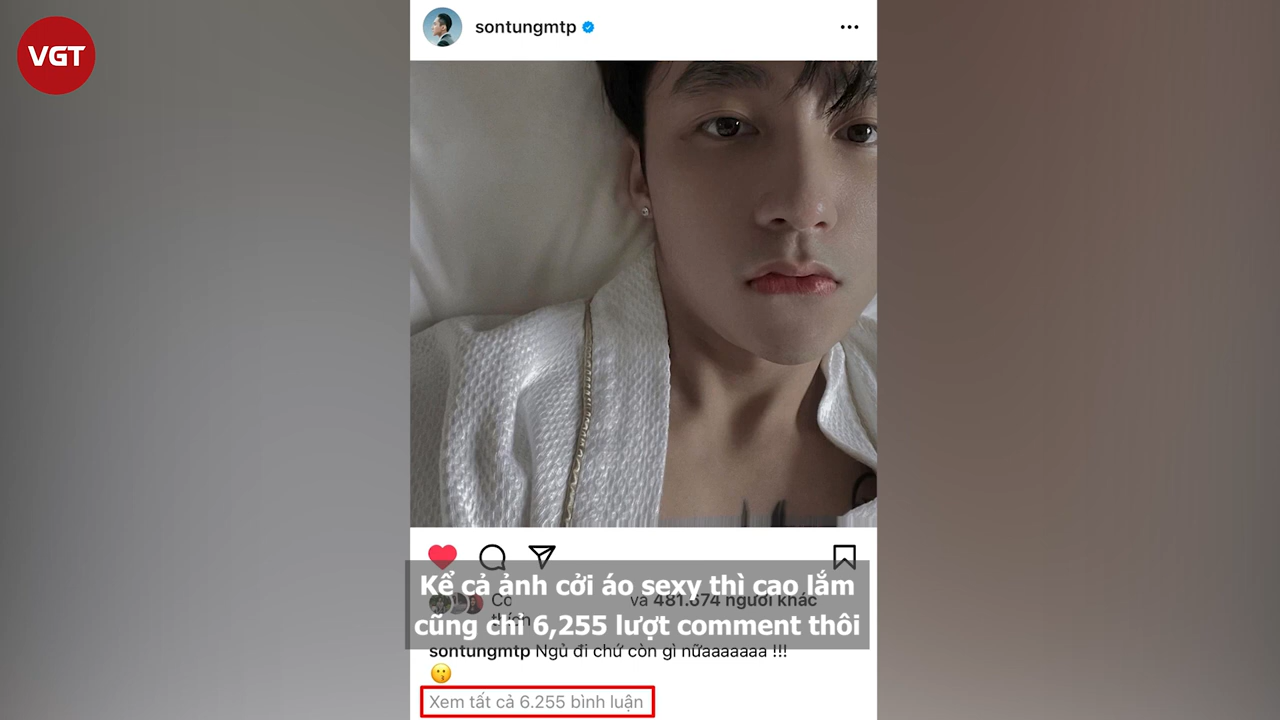 VGT
sontungmtp
Kể cả ảnh cởi áo sexy thì cao lắm
và 481.674 người khác
cũng chỉ 6,255 lượt comment thôi
sontungmtp Ngủ đi chứ còn gì nữaaaaaaa !!!
Xem tất cả 6.255 bình luận